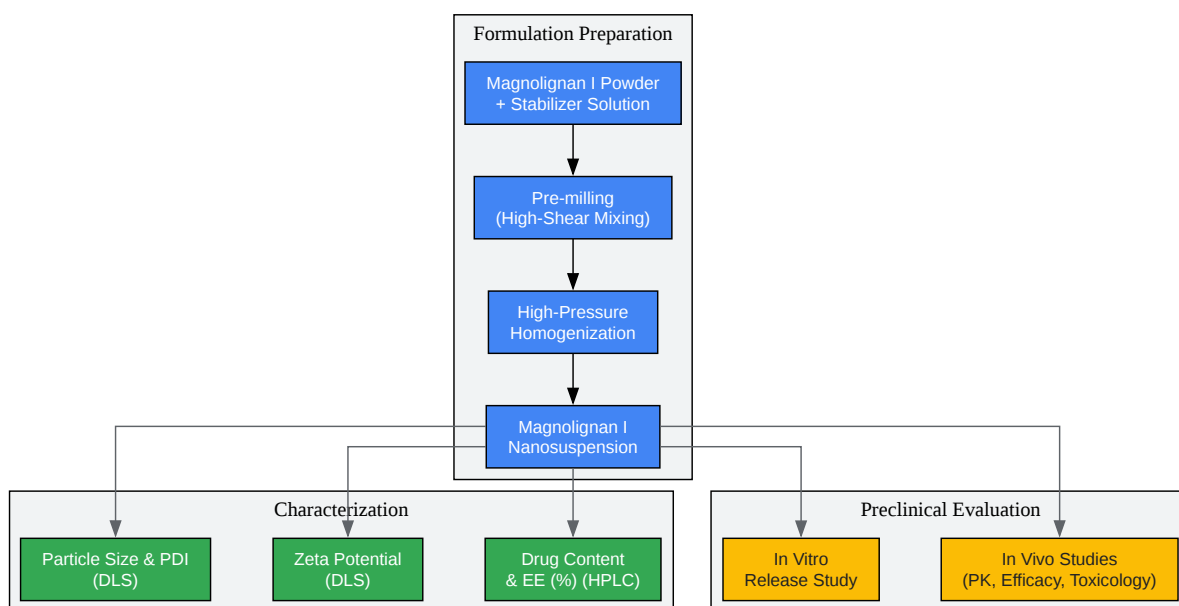 Formulation Preparation
Magnolignan I Powder
+ Stabilizer Solution
Pre-milling
(High-Shear Mixing)
High-Pressure
Homogenization
Magnolignan I
Nanosuspension
Characterization
Particle Size & PDI
(DLS)
Zeta Potential
(DLS)
Drug Content
& EE (%) (HPLC)
Preclinical Evaluation
In Vitro
Release Study
In Vivo Studies
(PK, Efficacy, Toxicology)